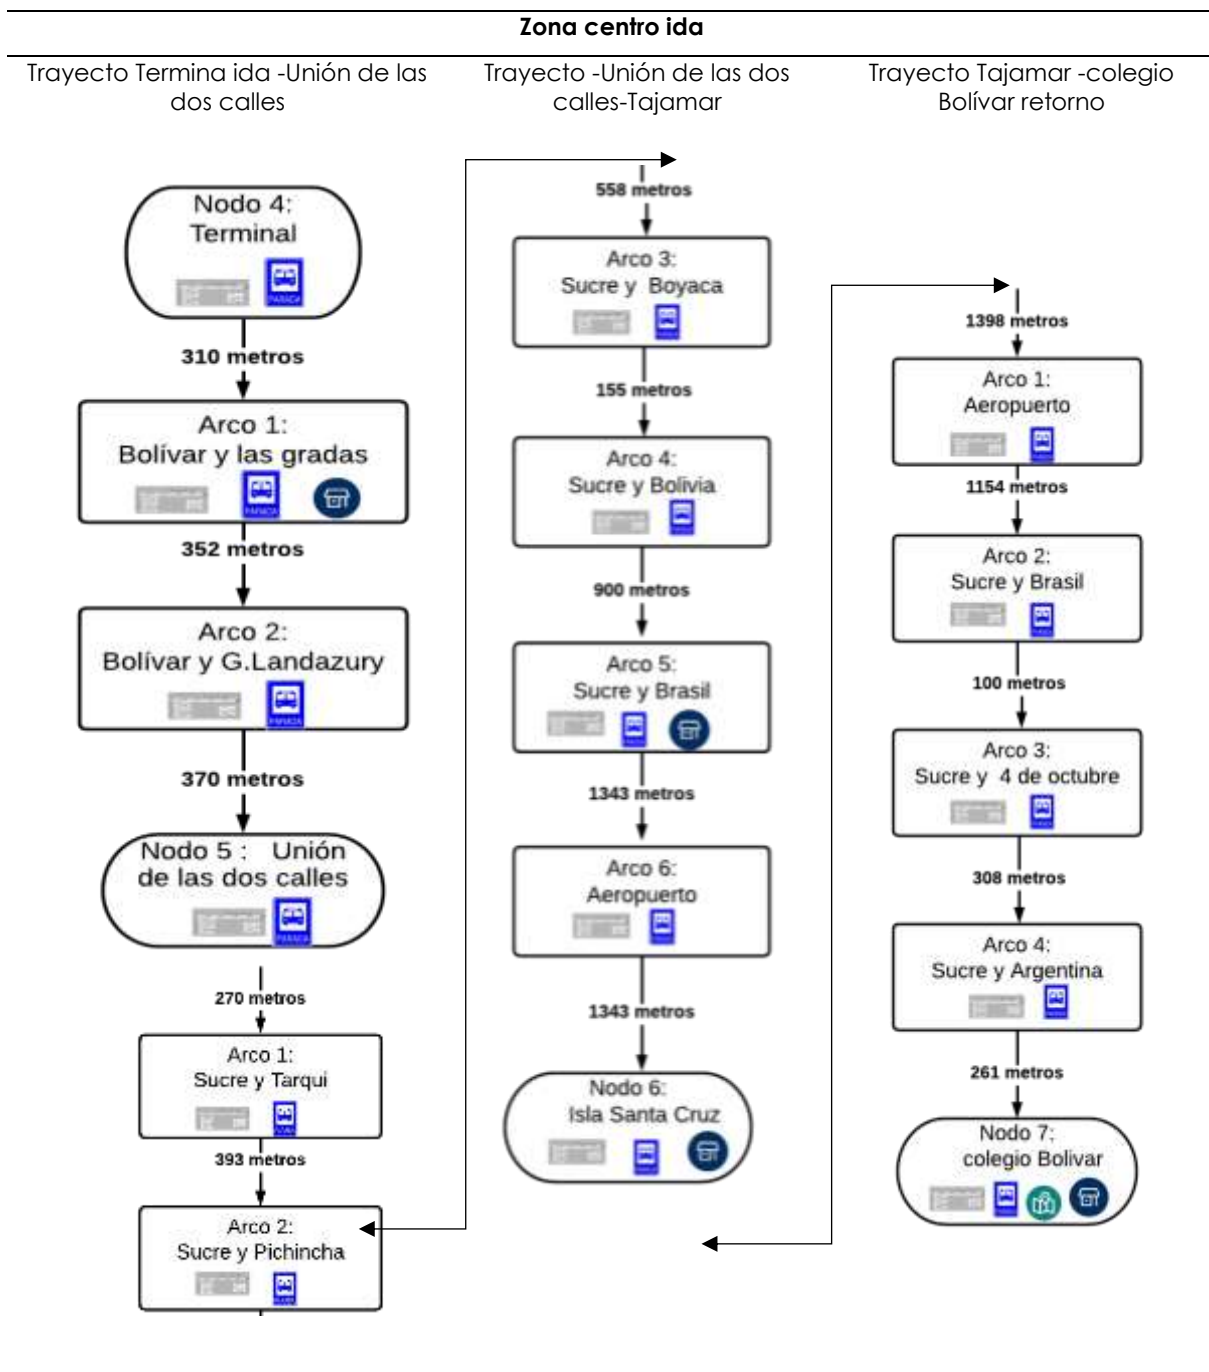 Zona centro ida
Trayecto Termina ida -Unión de las
dos calles
Trayecto -Unión de las dos
calles-Tajamar
Trayecto Tajamar -colegio
Bolívar retorno
Nodo 4:
Terminal
PARADA
310 metros
Arco 1:
Bolívar y las gradas
PARADA
352 metros
Arco 2:
Bolívar y G.Landazury
PARADA
370 metros
Nodo 5 : Unión
de las dos calles
PARADA
270 metros
Arco 1:
Sucre y Tarqui
393 metros
Arco 2:
Sucre y Pichincha
558 metros
Arco 3:
Sucre y Boyaca
155 metros
Arco 4:
Sucre y Bolivia
900 metros
Arco 5:
Sucre y Brasil
1343 metros
Arco 6:
Aeropuerto
1343 metros
Nodo 6:
Isla Santa Cruz
1398 metros
Arco 1:
Aeropuerto
1154 metros
Arco 2:
Sucre y Brasil
100 metros
Arco 3:
Sucre y 4 de octubre
308 metros
Arco 4:
Sucre y Argentina
261 metros
Nodo 7:
colegio Bolivar